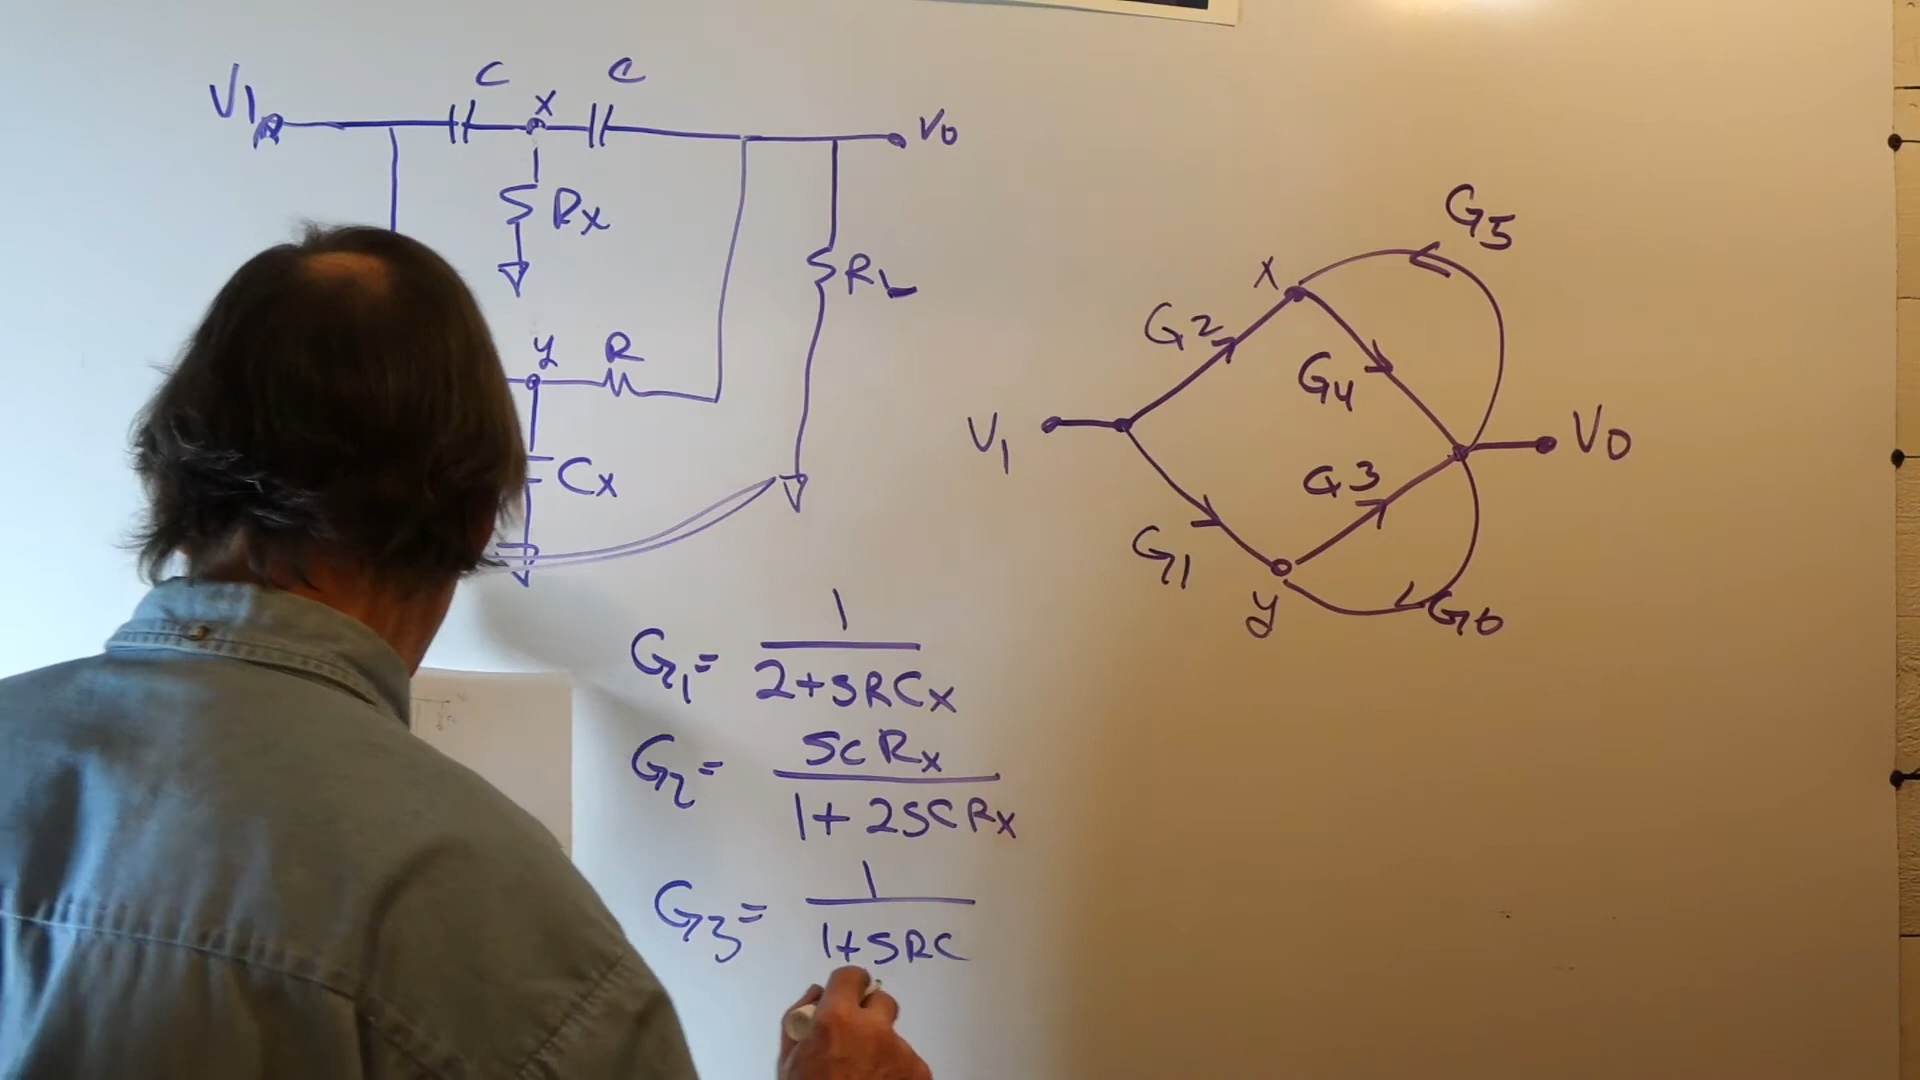 C C
V1 X Vo
Rx
RL
y R
Cx
G5
X
G2
G4
V1 Vo
G3
G1
y G6
G1 = 1
2+SRCx
G2 = SCRx
1+2SCRx
G3 = 1
1+SRC